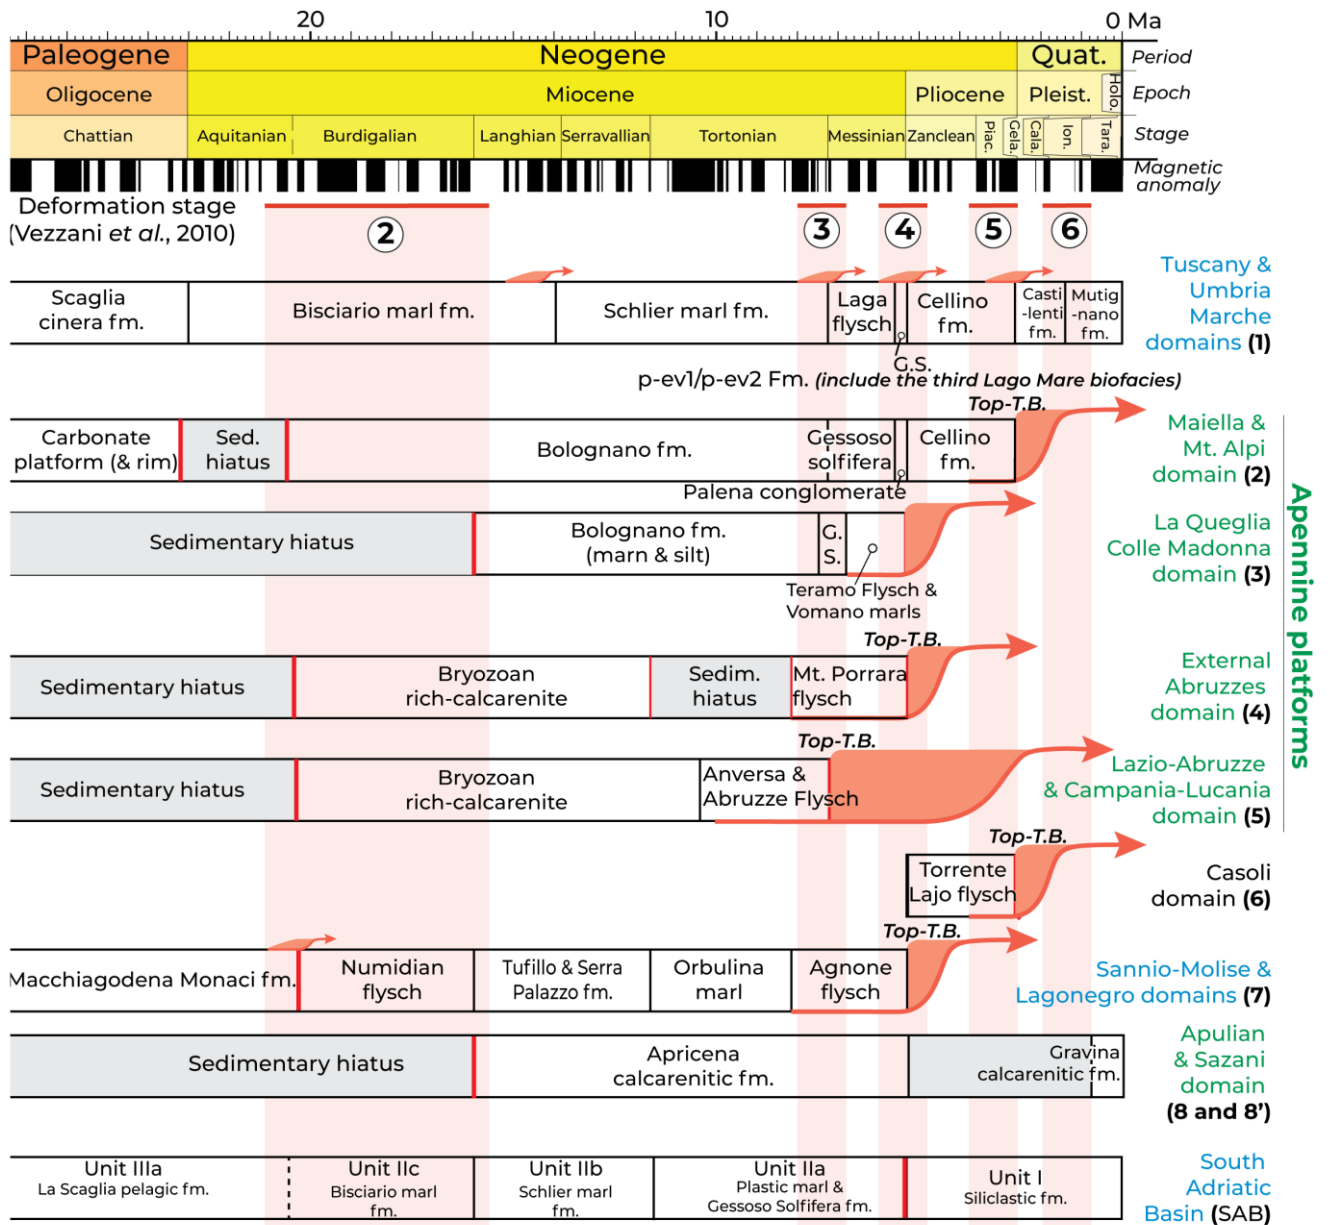 20 10 0 Ma
Paleogene Neogene Quat. Period
Oligocene Miocene Pliocene Pleist. Holo. Epoch
Chattian Aquitanian Burdigalian Langhian Serravallian Tortonian Messinian Zanclean Piac. Gela. Cala. Ion. Tara. Stage
Magnetic
anomaly
Deformation stage
(Vezzani et al., 2010)
2 3 4 5 6
Scaglia
cinera fm.
Bisciario marl fm.
Schlier marl fm.
Laga
flysch
G.S.
Cellino
fm.
Casti
-lenti
fm.
Mutig
-nano
fm.
Tuscany &
Umbria
Marche
domains (1)
p-ev1/p-ev2 Fm. (include the third Lago Mare biofacies)
Carbonate
platform (& rim)
Sed.
hiatus
Bolognano fm.
Gessoso
solfifera
Cellino
fm.
Top-T.B.
Palena conglomerate
Maiella &
Mt. Alpi
domain (2)
Sedimentary hiatus
Bolognano fm.
(marn & silt)
G.
S.
Teramo Flysch &
Vomano marls
La Queglia
Colle Madonna
domain (3)
Sedimentary hiatus
Bryozoan
rich-calcarenite
Sedim.
hiatus
Mt. Porrara
flysch
Top-T.B.
External
Abruzzes
domain (4)
Sedimentary hiatus
Bryozoan
rich-calcarenite
Anversa &
Abruzze Flysch
Top-T.B.
Lazio-Abruzze
& Campania-Lucania
domain (5)
Apennine platforms
Torrente
Lajo flysch
Top-T.B.
Casoli
domain (6)
Macchiagodena Monaci fm.
Numidian
flysch
Tufillo & Serra
Palazzo fm.
Orbulina
marl
Agnone
flysch
Top-T.B.
Sannio-Molise &
Lagonegro domains (7)
Sedimentary hiatus
Apricena
calcarenitic fm.
Gravina
calcarenitic fm.
Apulian
& Sazani
domain
(8 and 8')
Unit IIIa
La Scaglia pelagic fm.
Unit IIc
Bisciario marl
fm.
Unit IIb
Schlier marl
fm.
Unit IIa
Plastic marl &
Gessoso Solfifera fm.
Unit I
Siliclastic fm.
South
Adriatic
Basin (SAB)